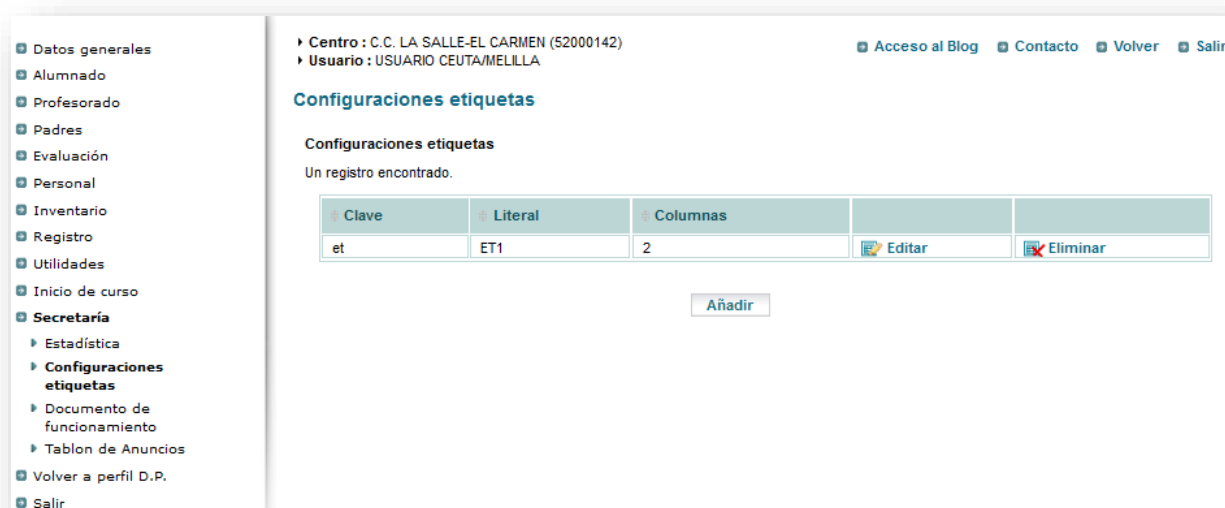 Datos generales
Alumnado
Profesorado
Padres
Evaluación
Personal
Inventario
Registro
Utilidades
Inicio de curso
Secretaría
Estadística
Configuraciones
etiquetas
Documento de
funcionamiento
Tablon de Anuncios
Volver a perfil D.P.
Salir
Centro : C.C. LA SALLE-EL CARMEN (52000142)
Usuario : USUARIO CEUTA/MELILLA
Acceso al Blog Contacto Volver Salir
Configuraciones etiquetas
Configuraciones etiquetas
Un registro encontrado.
Clave Literal Columnas
et ET1 2 Editar Eliminar
Añadir